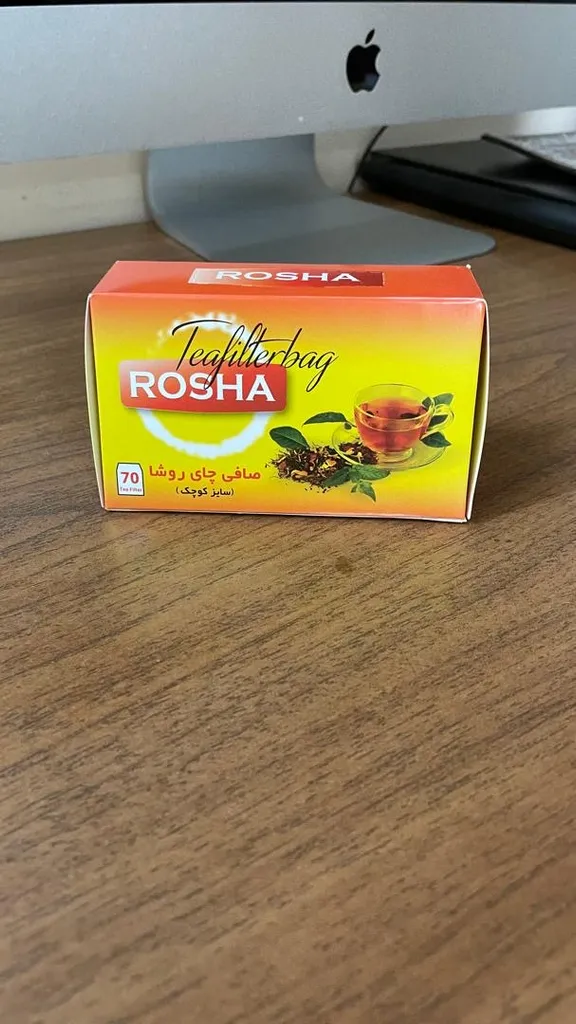 ROSHA
Teafilterbag
ROSHA
صافی چای روشا
(سایز کوچک)
70
Tea Filter